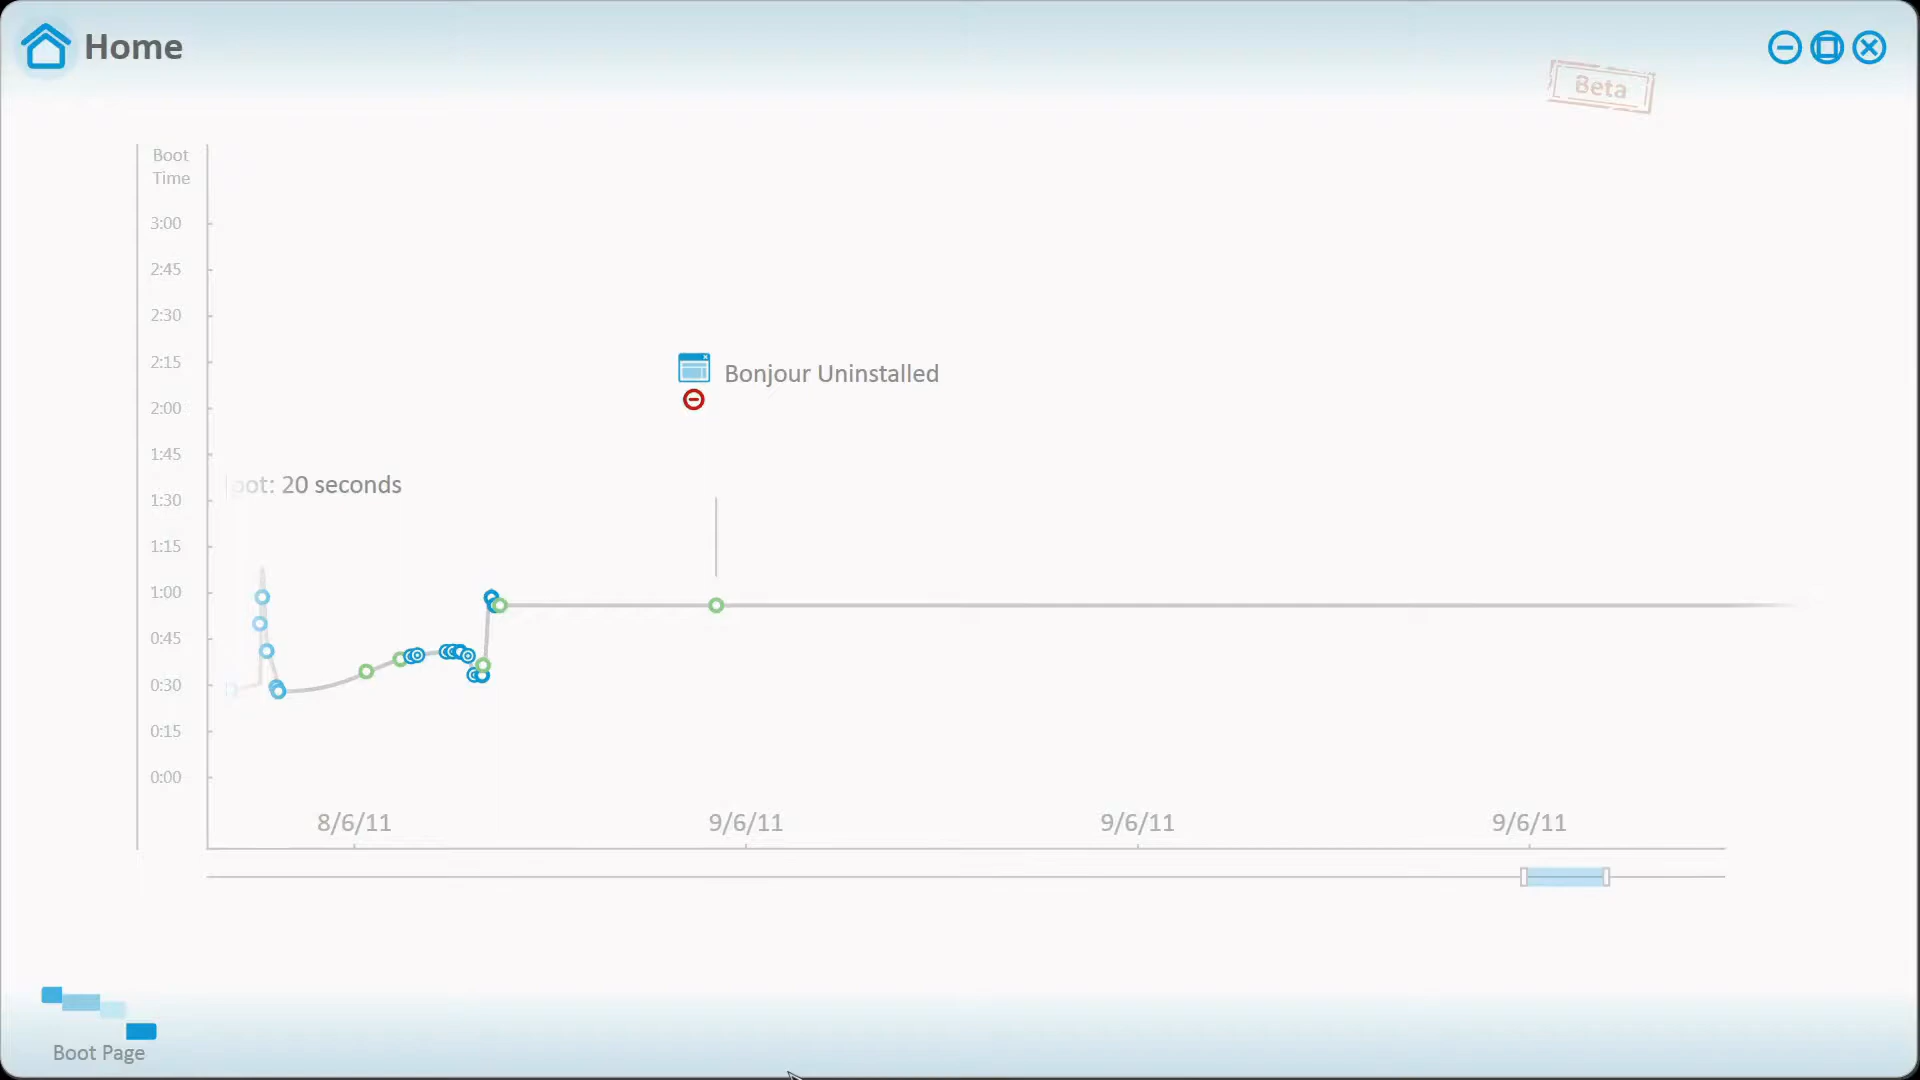 Home
Beta
Boot
Time
3:00
2:45
2:30
2:15
Bonjour Uninstalled
2:00
1:45
oot: 20 seconds
1:30
1:15
1:00
0:45
0:30
0:15
0:00
8/6/11 9/6/11 9/6/11 9/6/11
Boot Page